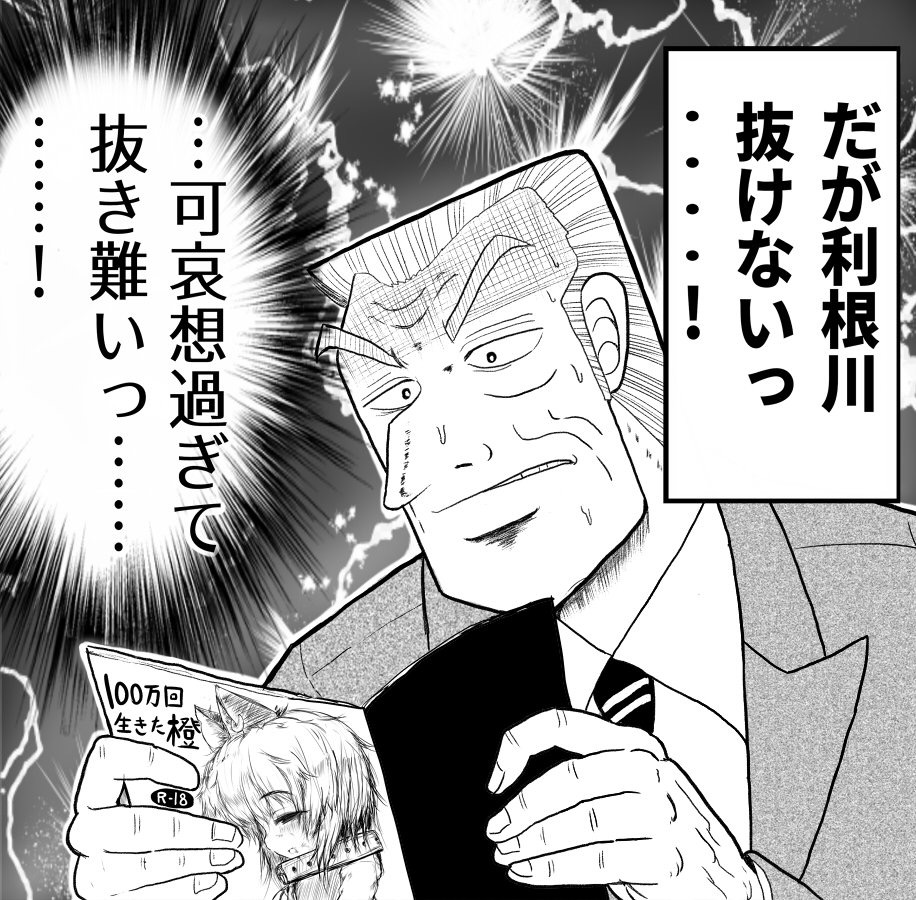 だが利根川
抜けないっ
・・・・・！
…可哀想過ぎて
抜き難いっ……
………！
100万回
生きた橙
R-18